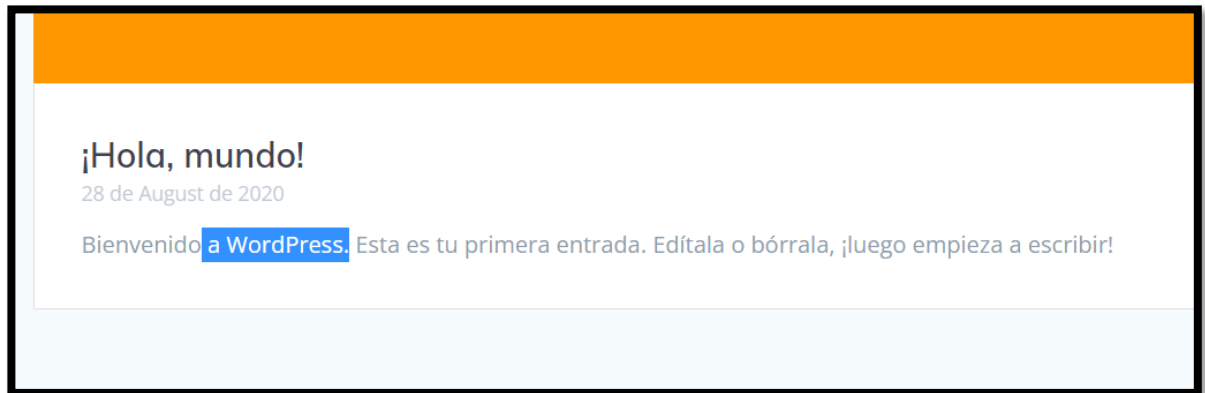 ¡Hola, mundo!
28 de August de 2020
Bienvenido a WordPress. Esta es tu primera entrada. Edítala o bórrala, ¡luego empieza a escribir!